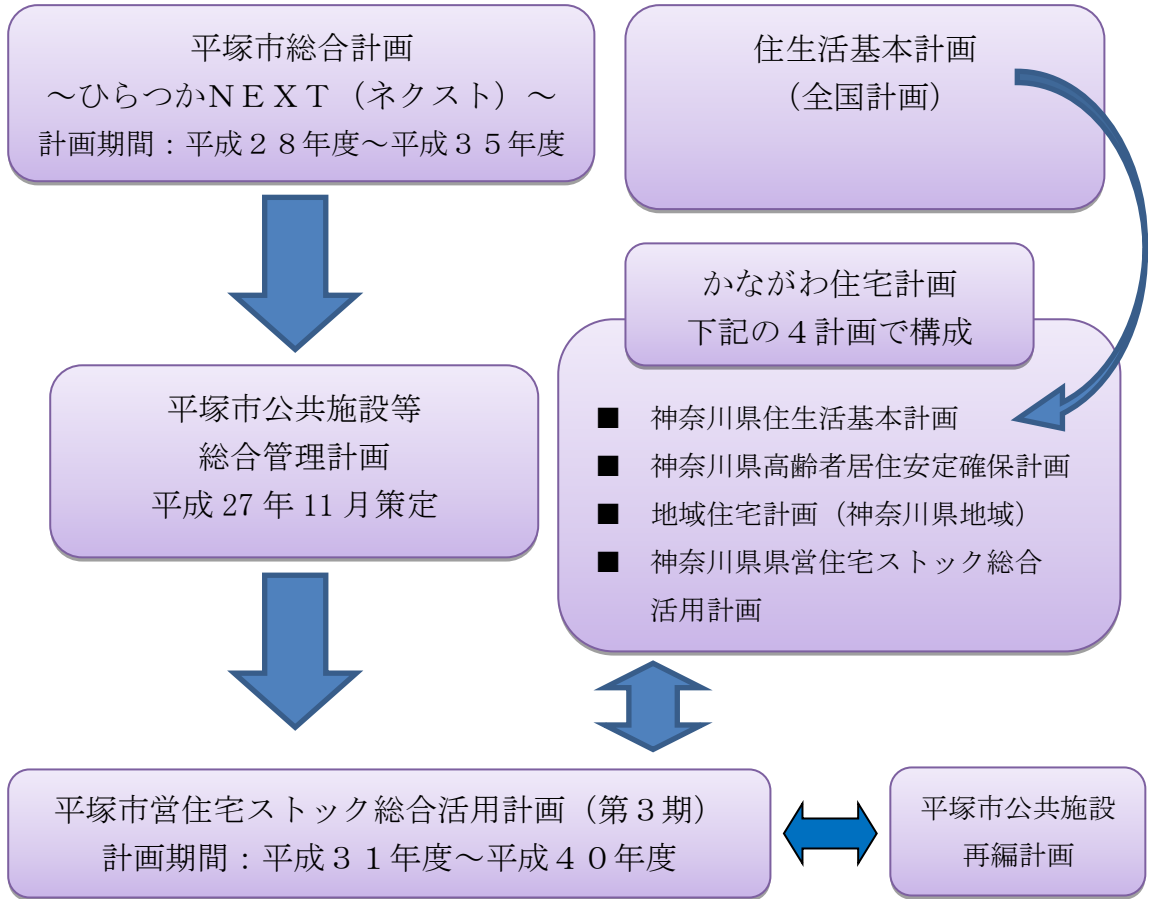 平塚市総合計画
～ひらつかＮＥＸＴ（ネクスト）～
計画期間：平成２８年度～平成３５年度
住生活基本計画
（全国計画）
かながわ住宅計画
下記の４計画で構成
■ 神奈川県住生活基本計画
■ 神奈川県高齢者居住安定確保計画
■ 地域住宅計画（神奈川県地域）
■ 神奈川県県営住宅ストック総合
活用計画
平塚市公共施設等
総合管理計画
平成 27 年 11 月策定
平塚市営住宅ストック総合活用計画（第３期）
計画期間：平成３１年度～平成４０年度
平塚市公共施設
再編計画